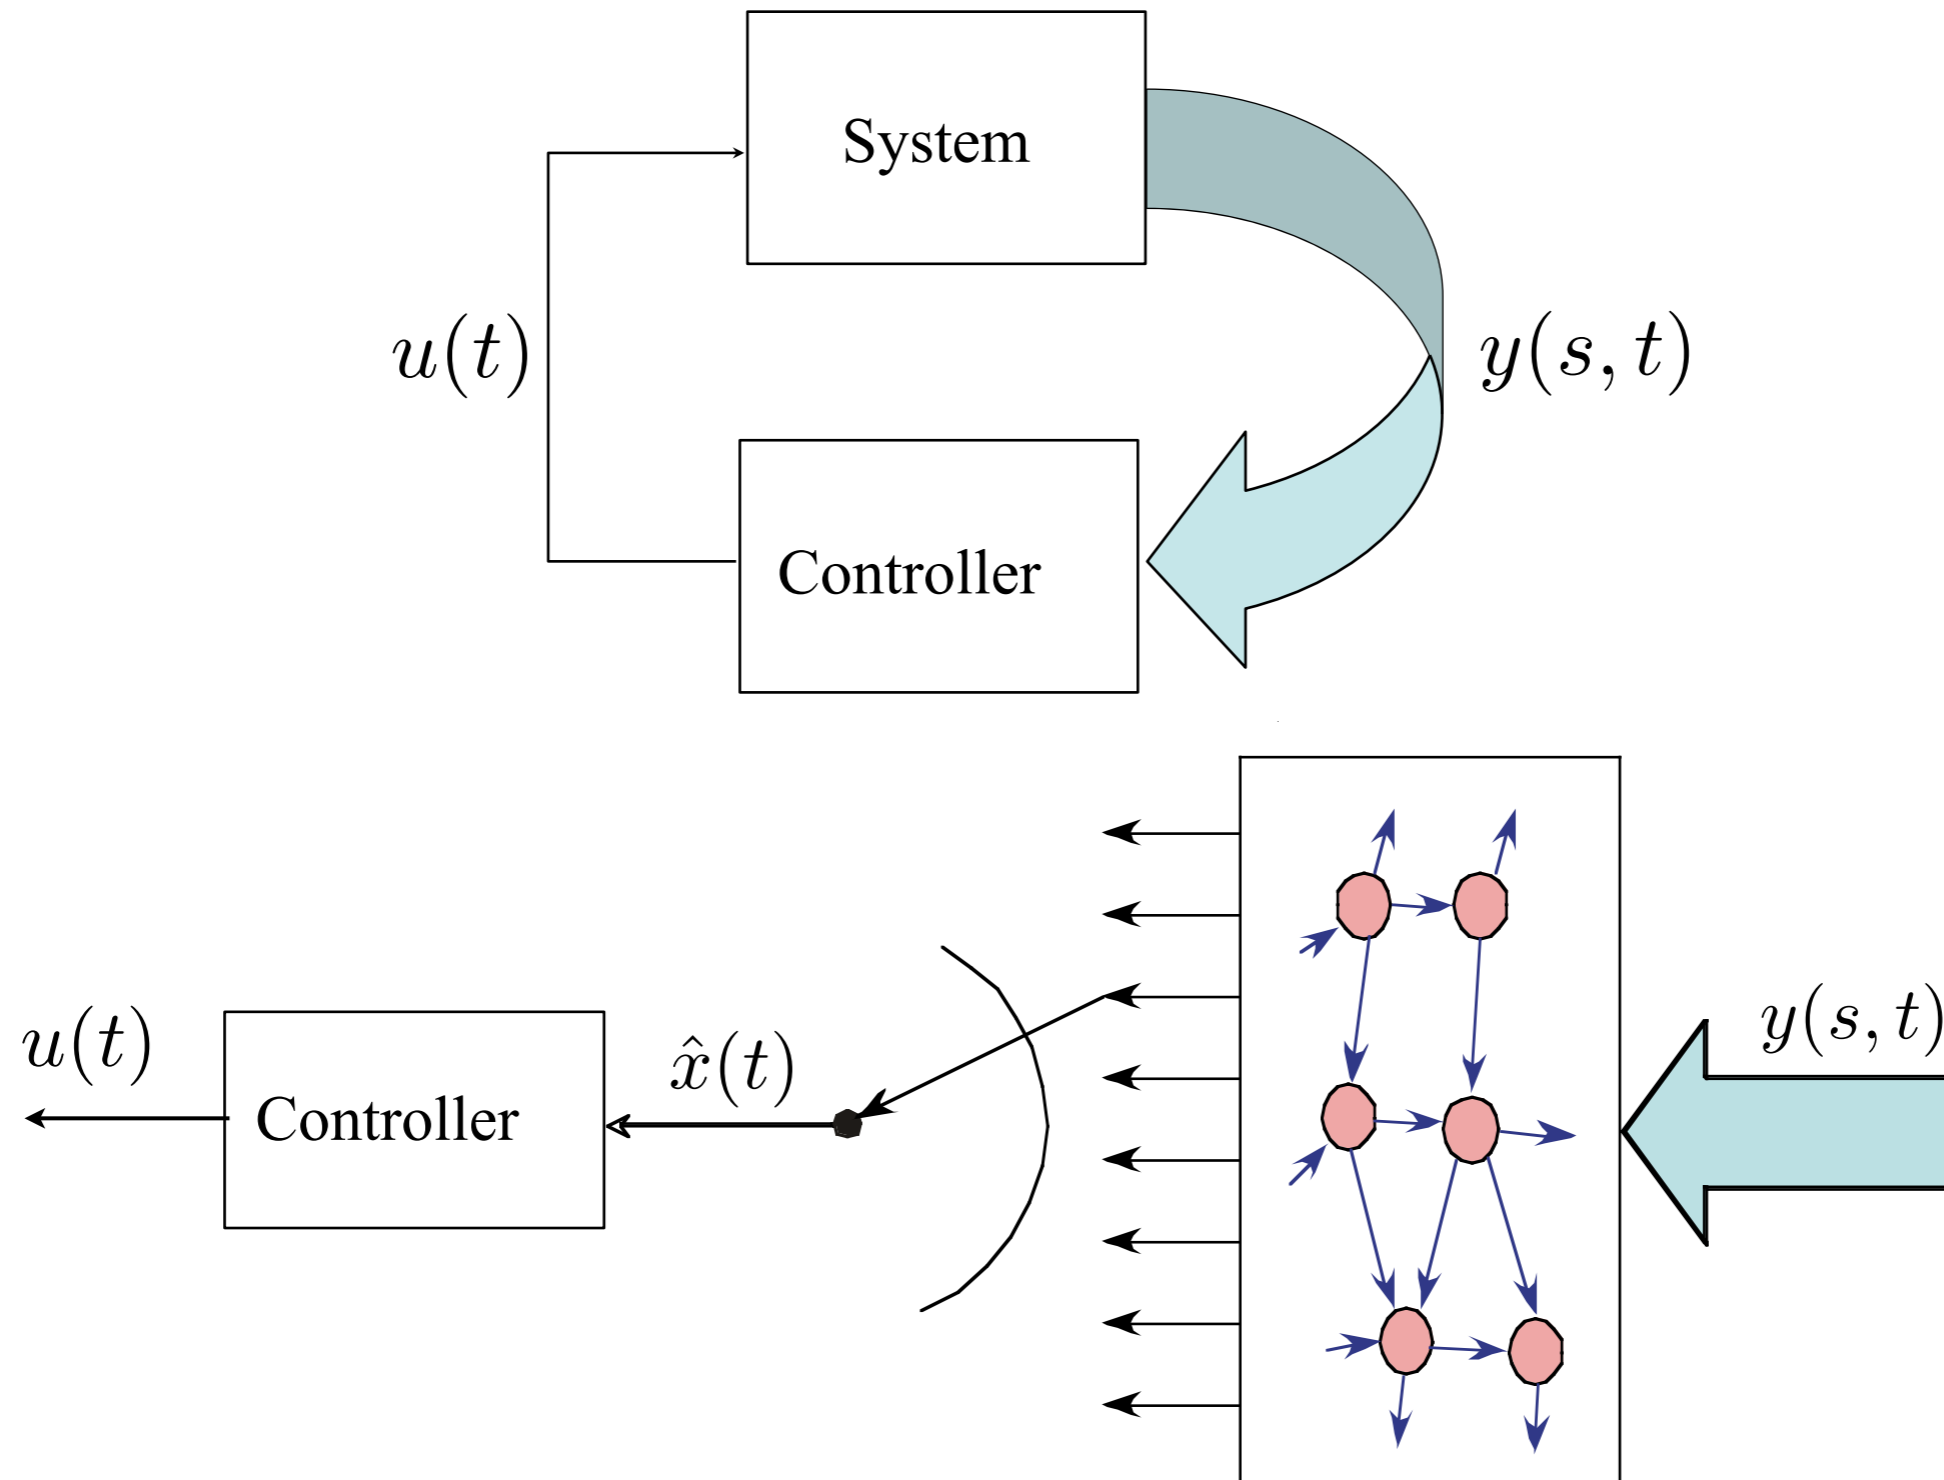 System
u(t)
y(s, t)
Controller
y(s, t)
u(t)
x̂(t)
Controller